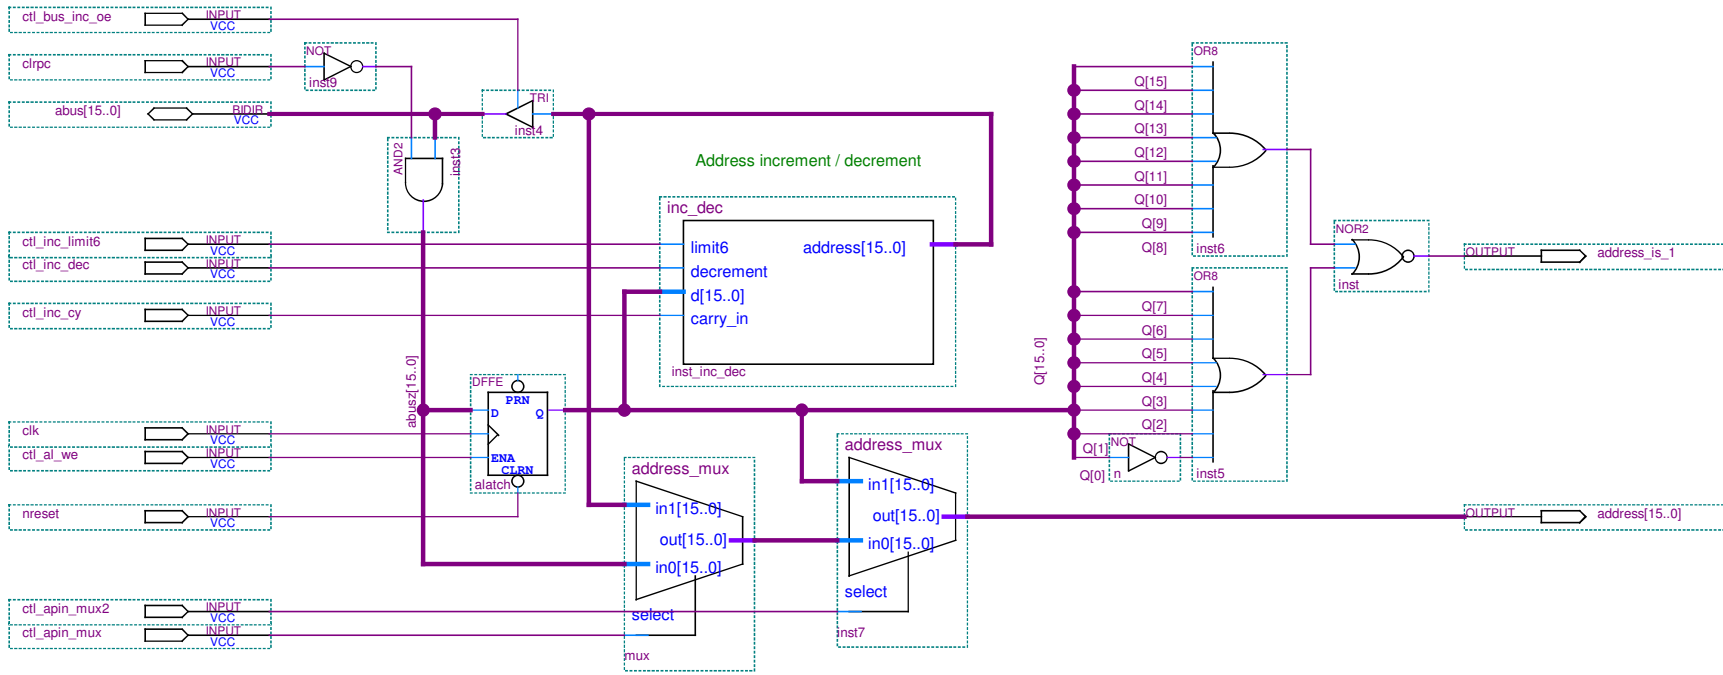 ctl_bus_inc_oe INPUT VCC
clrpc INPUT VCC
NOT
inst9
abus[15..0] BIDIR VCC
TRI
inst4
AND2
inst3
Address increment / decrement
inc_dec
limit6
decrement
d[15..0]
carry_in
address[15..0]
inst_inc_dec
ctl_inc_limit6 INPUT VCC
ctl_inc_dec INPUT VCC
ctl_inc_cy INPUT VCC
abusz[15..0]
DFFE
PRN
D Q
ENA
CLRN
alatch
clk INPUT VCC
ctl_al_we INPUT VCC
nreset INPUT VCC
address_mux
in1[15..0]
out[15..0]
in0[15..0]
select
mux
address_mux
in1[15..0]
out[15..0]
in0[15..0]
select
inst7
ctl_apin_mux2 INPUT VCC
ctl_apin_mux INPUT VCC
Q[15..0]
OR8
Q[15]
Q[14]
Q[13]
Q[12]
Q[11]
Q[10]
Q[9]
Q[8]
inst6
OR8
Q[7]
Q[6]
Q[5]
Q[4]
Q[3]
Q[2]
Q[1]
Q[0]
NOT
n
inst5
NOR2
inst
OUTPUT address_is_1
OUTPUT address[15..0]